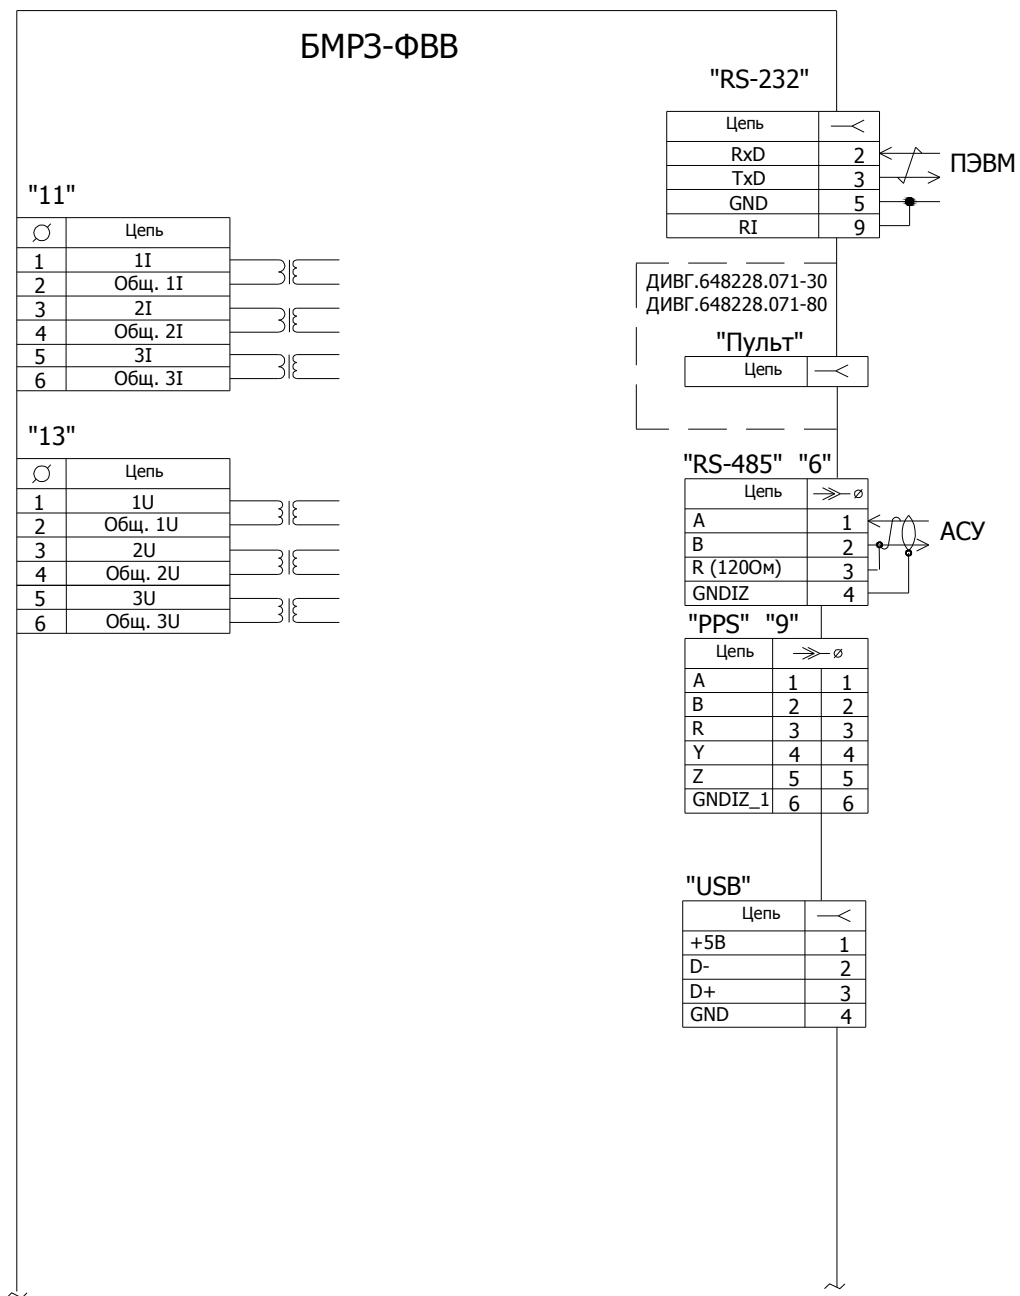 БМРЗ-ФВВ
"RS-232"
Цепь
RxD 2
TxD 3
GND 5
RI 9
ПЭВМ
"11"
Цепь
1 1I
2 Общ. 1I
3 2I
4 Общ. 2I
5 3I
6 Общ. 3I
ДИВГ.648228.071-30
ДИВГ.648228.071-80
"Пульт"
Цепь
"13"
Цепь
1 1U
2 Общ. 1U
3 2U
4 Общ. 2U
5 3U
6 Общ. 3U
"RS-485" "6"
Цепь
A 1
B 2
R (120Ом) 3
GNDIZ 4
АСУ
"PPS" "9"
Цепь
A 1 1
B 2 2
R 3 3
Y 4 4
Z 5 5
GNDIZ_1 6 6
"USB"
Цепь
+5В 1
D- 2
D+ 3
GND 4